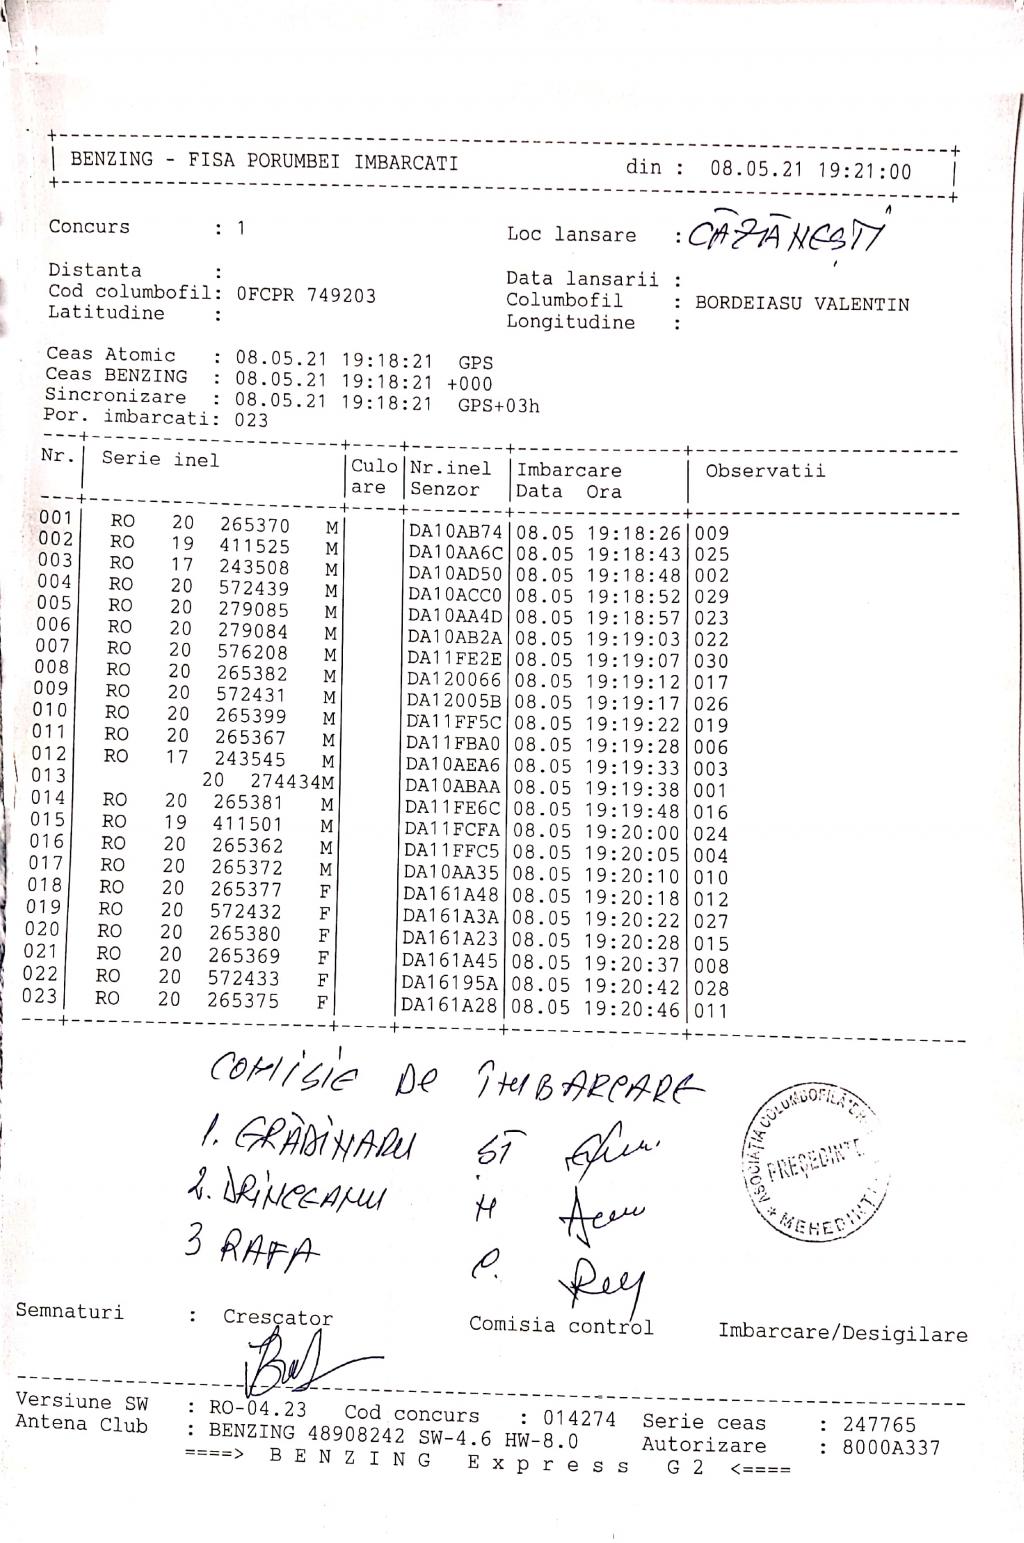 BENZING - FISA PORUMBEI IMBARCATI din : 08.05.21 19:21:00
Concurs : 1 Loc lansare : CĂZĂNEȘTI
Distanta : Data lansarii :
Cod columbofil: 0FCPR 749203 Columbofil : BORDEIASU VALENTIN
Latitudine : Longitudine :
Ceas Atomic : 08.05.21 19:18:21 GPS
Ceas BENZING : 08.05.21 19:18:21 +000
Sincronizare : 08.05.21 19:18:21 GPS+03h
Por. imbarcati: 023
Nr. Serie inel Culo Nr.inel Imbarcare Observatii
are Senzor Data Ora
001 RO 20 265370 M DA10AB74 08.05 19:18:26 009
002 RO 19 411525 M DA10AA6C 08.05 19:18:43 025
003 RO 17 243508 M DA10AD50 08.05 19:18:48 002
004 RO 20 572439 M DA10ACC0 08.05 19:18:52 029
005 RO 20 279085 M DA10AA4D 08.05 19:18:57 023
006 RO 20 279084 M DA10AB2A 08.05 19:19:03 022
007 RO 20 576208 M DA11FE2E 08.05 19:19:07 030
008 RO 20 265382 M DA120066 08.05 19:19:12 017
009 RO 20 572431 M DA12005B 08.05 19:19:17 026
010 RO 20 265399 M DA11FF5C 08.05 19:19:22 019
011 RO 20 265367 M DA11FBA0 08.05 19:19:28 006
012 RO 17 243545 M DA10AEA6 08.05 19:19:33 003
013 20 274434M DA10ABAA 08.05 19:19:38 001
014 RO 20 265381 M DA11FE6C 08.05 19:19:48 016
015 RO 19 411501 M DA11FCFA 08.05 19:20:00 024
016 RO 20 265362 M DA11FFC5 08.05 19:20:05 004
017 RO 20 265372 M DA10AA35 08.05 19:20:10 010
018 RO 20 265377 F DA161A48 08.05 19:20:18 012
019 RO 20 572432 F DA161A3A 08.05 19:20:22 027
020 RO 20 265380 F DA161A23 08.05 19:20:28 015
021 RO 20 265369 F DA161A45 08.05 19:20:37 008
022 RO 20 572433 F DA16195A 08.05 19:20:42 028
023 RO 20 265375 F DA161A28 08.05 19:20:46 011
COMISIE DE ÎMBARCARE
1. GRĂDINARU ST
2. DRINCEANU M
3 RAFA C.
ASOCIAȚIA COLUMBOFILA
PREȘEDINTE
* MEHEDINȚI
Semnaturi : Crescator Comisia control Imbarcare/Desigilare
Versiune SW : RO-04.23 Cod concurs : 014274 Serie ceas : 247765
Antena Club : BENZING 48908242 SW-4.6 HW-8.0 Autorizare : 8000A337
====> B E N Z I N G E x p r e s s G 2 <====